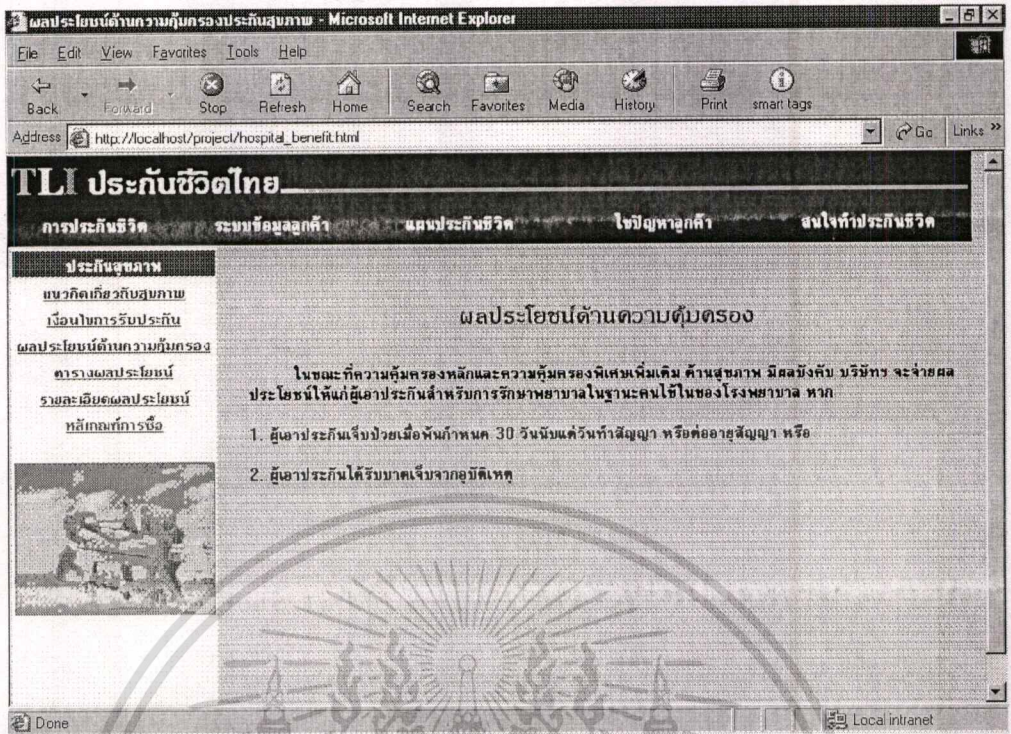 ผลประโยชน์ด้านความคุ้มครองประกันสุขภาพ - Microsoft Internet Explorer
File Edit View Favorites Tools Help
Back Forward Stop Refresh Home Search Favorites Media History Print smart tags
Address http://localhost/project/hospital_benefit.html Go Links »
TLI ประกันชีวิตไทย
การประกันชีวิต ระบบข้อมูลลูกค้า แผนประกันชีวิต ไขปัญหาลูกค้า สนใจทำประกันชีวิต
ประกันสุขภาพ
แนวคิดเกี่ยวกับสุขภาพ
เงื่อนไขการรับประกัน
ผลประโยชน์ด้านความคุ้มครอง
ตารางผลประโยชน์
รายละเอียดผลประโยชน์
หลักเกณฑ์การซื้อ
ผลประโยชน์ด้านความคุ้มครอง
ในขณะที่ความคุ้มครองหลักและความคุ้มครองพิเศษเพิ่มเติม ด้านสุขภาพ มีผลบังคับ บริษัทฯ จะจ่ายผล
ประโยชน์ให้แก่ผู้เอาประกันสำหรับการรักษาพยาบาลในฐานะคนไข้ในของโรงพยาบาล หาก
1. ผู้เอาประกันเจ็บป่วยเมื่อพ้นกำหนด 30 วันนับแต่วันทำสัญญา หรือต่ออายุสัญญา หรือ
2. ผู้เอาประกันได้รับบาดเจ็บจากอุบัติเหตุ
Done Local intranet